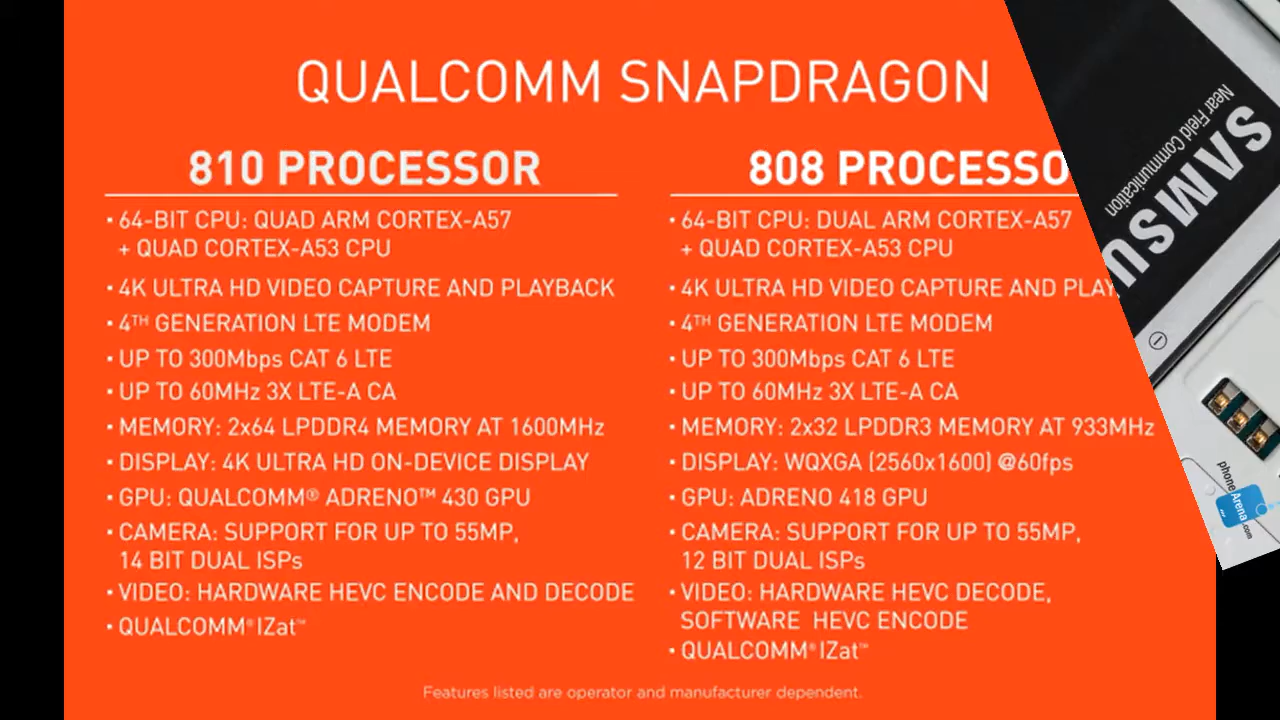 QUALCOMM SNAPDRAGON
810 PROCESSOR
• 64-BIT CPU: QUAD ARM CORTEX-A57
+ QUAD CORTEX-A53 CPU
• 4K ULTRA HD VIDEO CAPTURE AND PLAYBACK
• 4TH GENERATION LTE MODEM
• UP TO 300Mbps CAT 6 LTE
• UP TO 60MHz 3X LTE-A CA
• MEMORY: 2x64 LPDDR4 MEMORY AT 1600MHz
• DISPLAY: 4K ULTRA HD ON-DEVICE DISPLAY
• GPU: QUALCOMM® ADRENO™ 430 GPU
• CAMERA: SUPPORT FOR UP TO 55MP,
14 BIT DUAL ISPs
• VIDEO: HARDWARE HEVC ENCODE AND DECODE
• QUALCOMM® IZat™
808 PROCESSO
• 64-BIT CPU: DUAL ARM CORTEX-A57
+ QUAD CORTEX-A53 CPU
• 4K ULTRA HD VIDEO CAPTURE AND PLAY
• 4TH GENERATION LTE MODEM
• UP TO 300Mbps CAT 6 LTE
• UP TO 60MHz 3X LTE-A CA
• MEMORY: 2x32 LPDDR3 MEMORY AT 933MHz
• DISPLAY: WQXGA (2560x1600) @60fps
• GPU: ADRENO 418 GPU
• CAMERA: SUPPORT FOR UP TO 55MP,
12 BIT DUAL ISPs
• VIDEO: HARDWARE HEVC DECODE,
SOFTWARE HEVC ENCODE
• QUALCOMM® IZat™
Features listed are operator and manufacturer dependent.
Near Field Communication
SAMSU
phoneArena.com